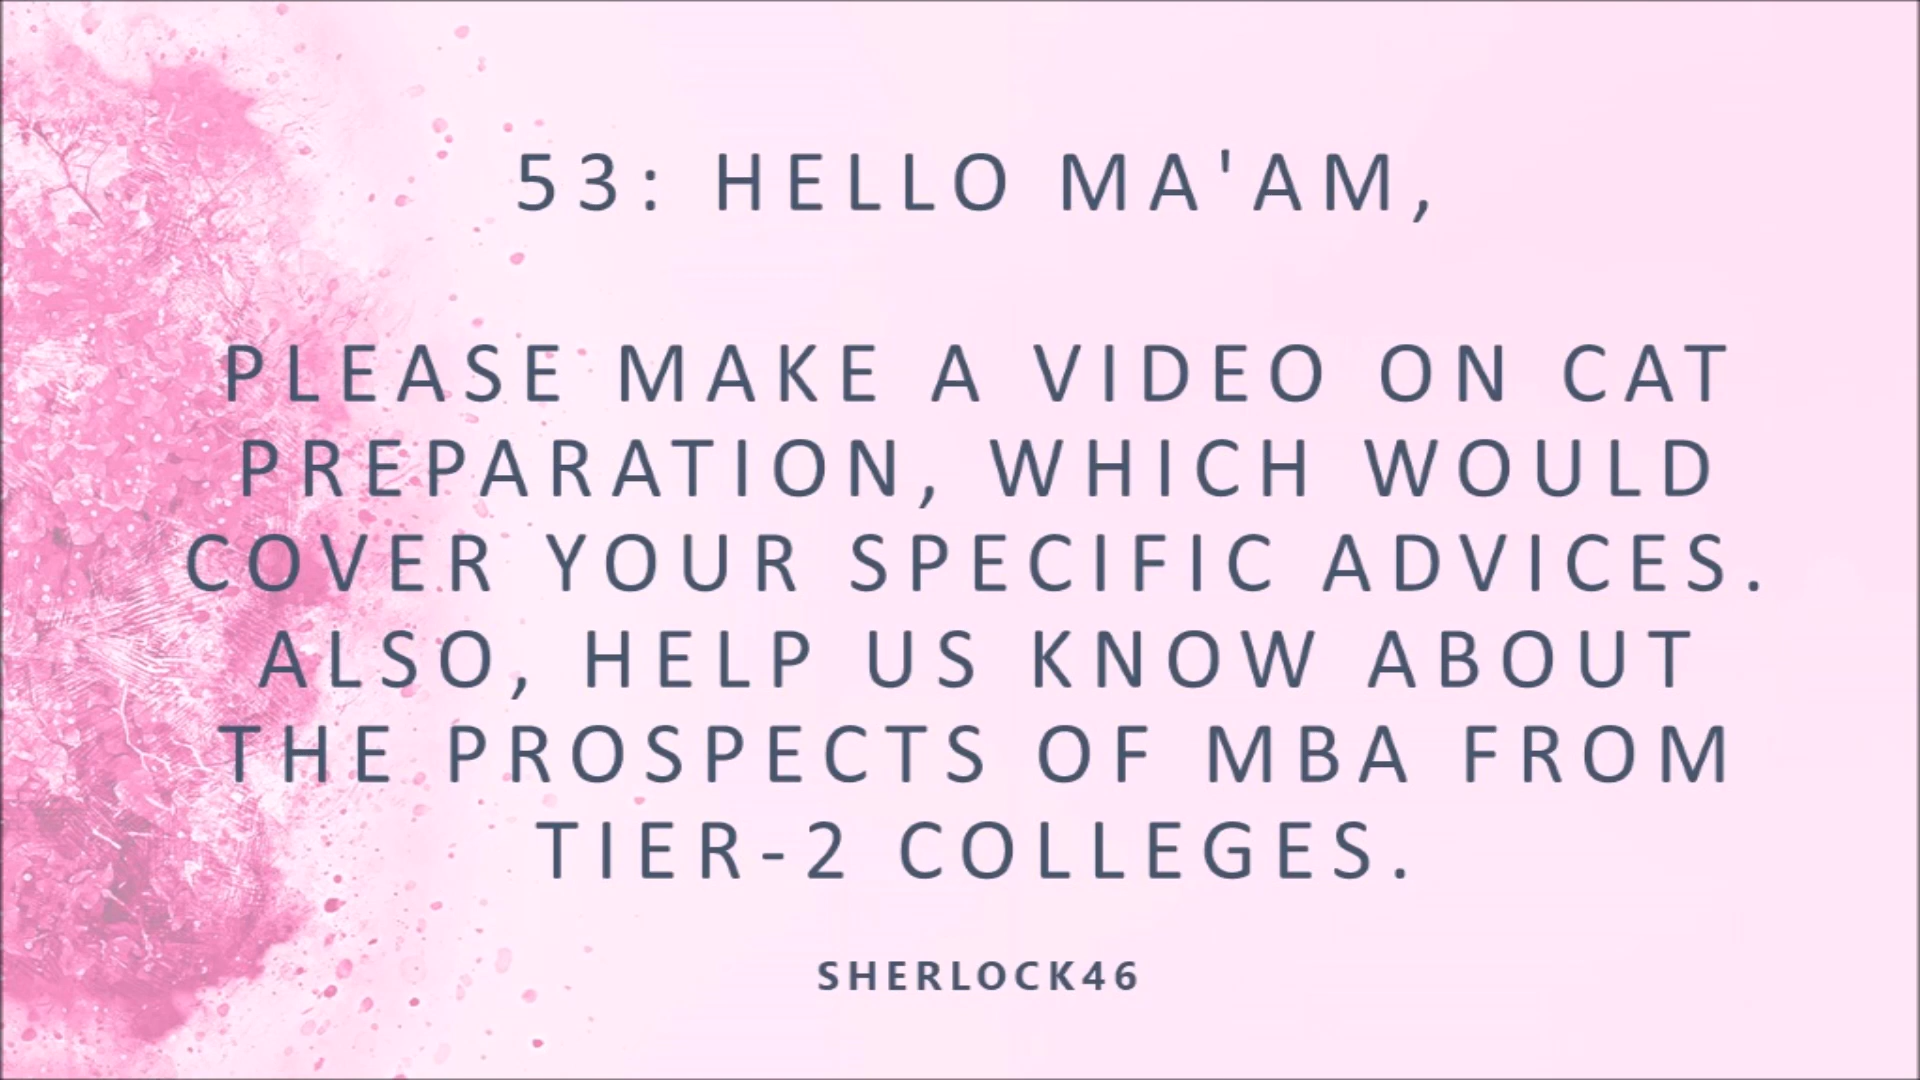 53: HELLO MA'AM,
PLEASE MAKE A VIDEO ON CAT
PREPARATION, WHICH WOULD
COVER YOUR SPECIFIC ADVICES.
ALSO, HELP US KNOW ABOUT
THE PROSPECTS OF MBA FROM
TIER-2 COLLEGES.
SHERLOCK46